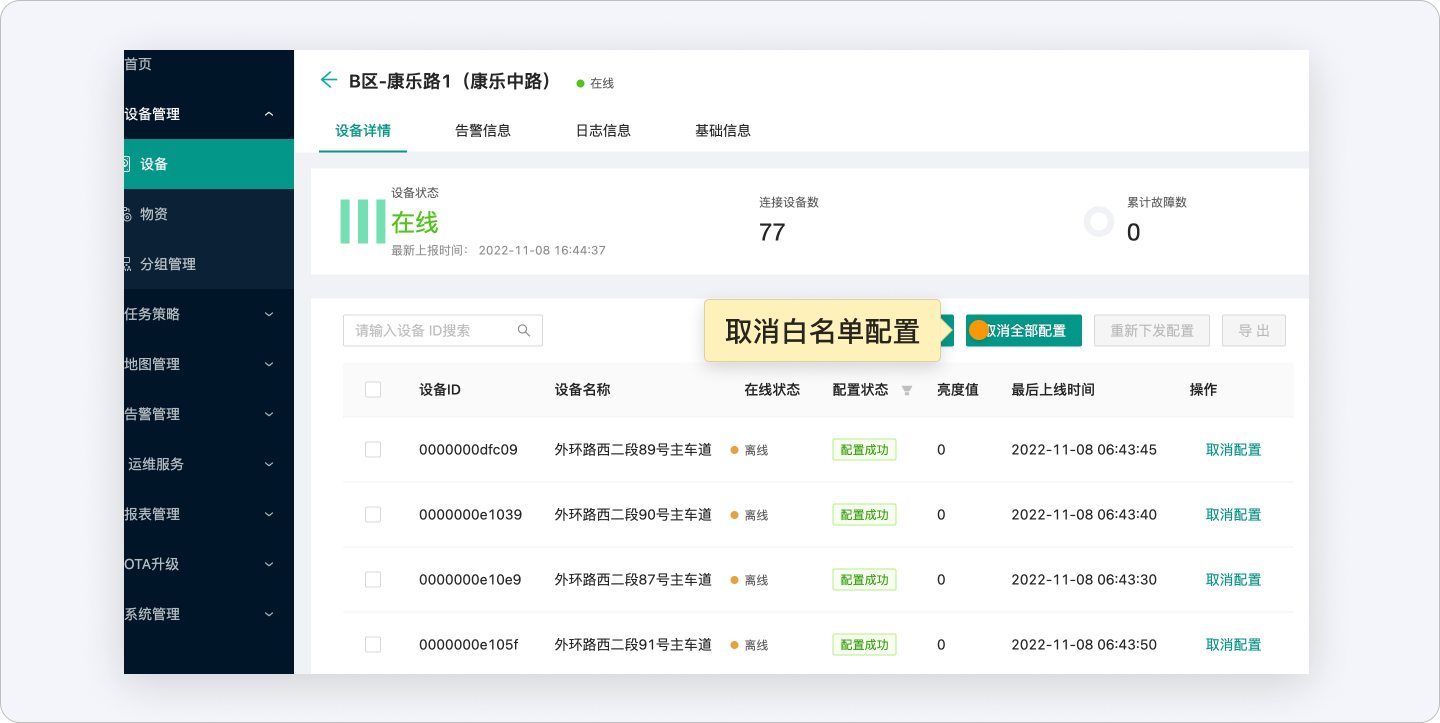 首页
设备管理
设备
物资
分组管理
任务策略
地图管理
告警管理
运维服务
报表管理
OTA升级
系统管理
B区-康乐路1（康乐中路） 在线
设备详情 告警信息 日志信息 基础信息
设备状态
在线
最新上报时间： 2022-11-08 16:44:37
连接设备数
77
累计故障数
0
请输入设备 ID搜索
取消白名单配置
取消全部配置 重新下发配置 导 出
设备ID 设备名称 在线状态 配置状态 亮度值 最后上线时间 操作
0000000dfc09 外环路西二段89号主车道 离线 配置成功 0 2022-11-08 06:43:45 取消配置
0000000e1039 外环路西二段90号主车道 离线 配置成功 0 2022-11-08 06:43:40 取消配置
0000000e10e9 外环路西二段87号主车道 离线 配置成功 0 2022-11-08 06:43:30 取消配置
0000000e105f 外环路西二段91号主车道 离线 配置成功 0 2022-11-08 06:43:50 取消配置